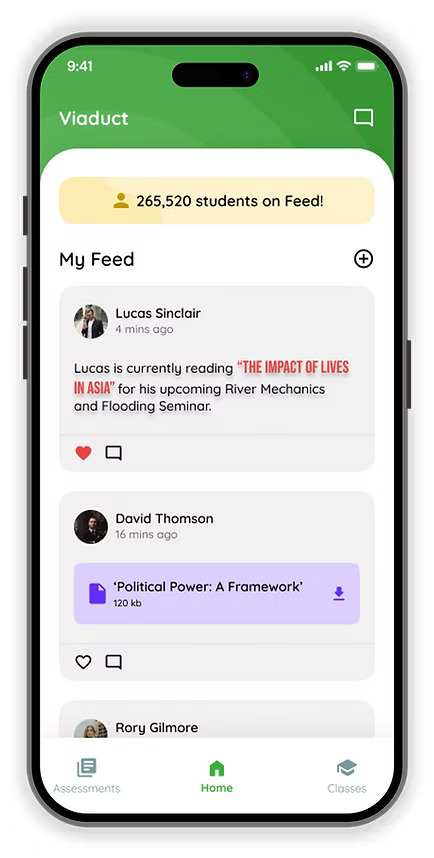 9:41
Viaduct
265,520 students on Feed!
My Feed
Lucas Sinclair
4 mins ago
Lucas is currently reading “THE IMPACT OF LIVES
IN ASIA” for his upcoming River Mechanics
and Flooding Seminar.
David Thomson
16 mins ago
‘Political Power: A Framework’
120 kb
Rory Gilmore
Assessments
Home
Classes